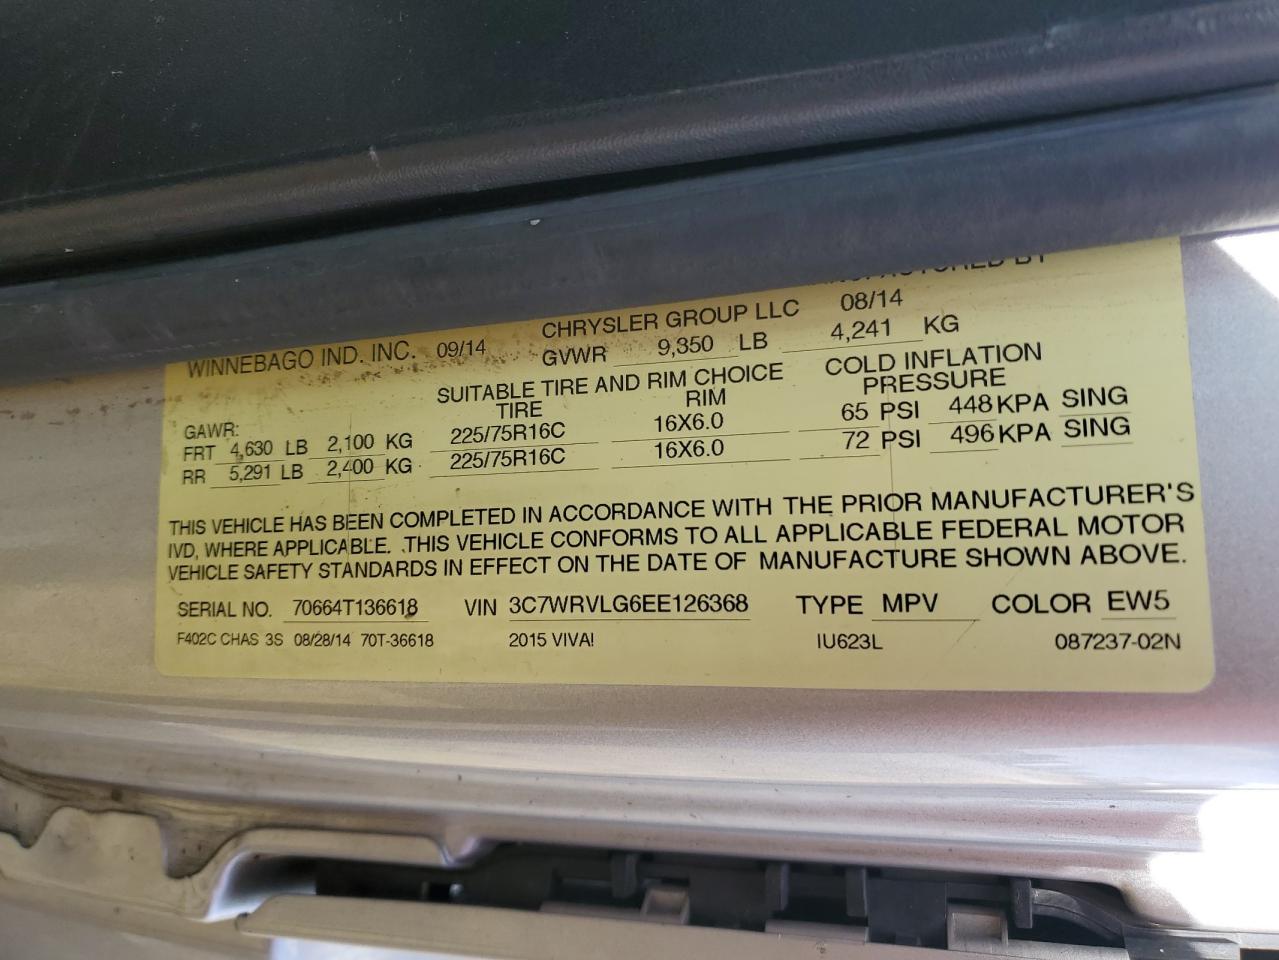 WINNEBAGO IND. INC. 09/14 CHRYSLER GROUP LLC 08/14
GVWR 9,350 LB 4,241 KG
SUITABLE TIRE AND RIM CHOICE COLD INFLATION
GAWR: TIRE RIM PRESSURE
FRT 4,630 LB 2,100 KG 225/75R16C 16X6.0 65 PSI 448 KPA SING
RR 5,291 LB 2,400 KG 225/75R16C 16X6.0 72 PSI 496 KPA SING
THIS VEHICLE HAS BEEN COMPLETED IN ACCORDANCE WITH THE PRIOR MANUFACTURER'S
IVD, WHERE APPLICABLE. THIS VEHICLE CONFORMS TO ALL APPLICABLE FEDERAL MOTOR
VEHICLE SAFETY STANDARDS IN EFFECT ON THE DATE OF MANUFACTURE SHOWN ABOVE.
SERIAL NO. 70664T136618 VIN 3C7WRVLG6EE126368 TYPE MPV COLOR EW5
F402C CHAS 3S 08/28/14 70T-36618 2015 VIVA! IU623L 087237-02N